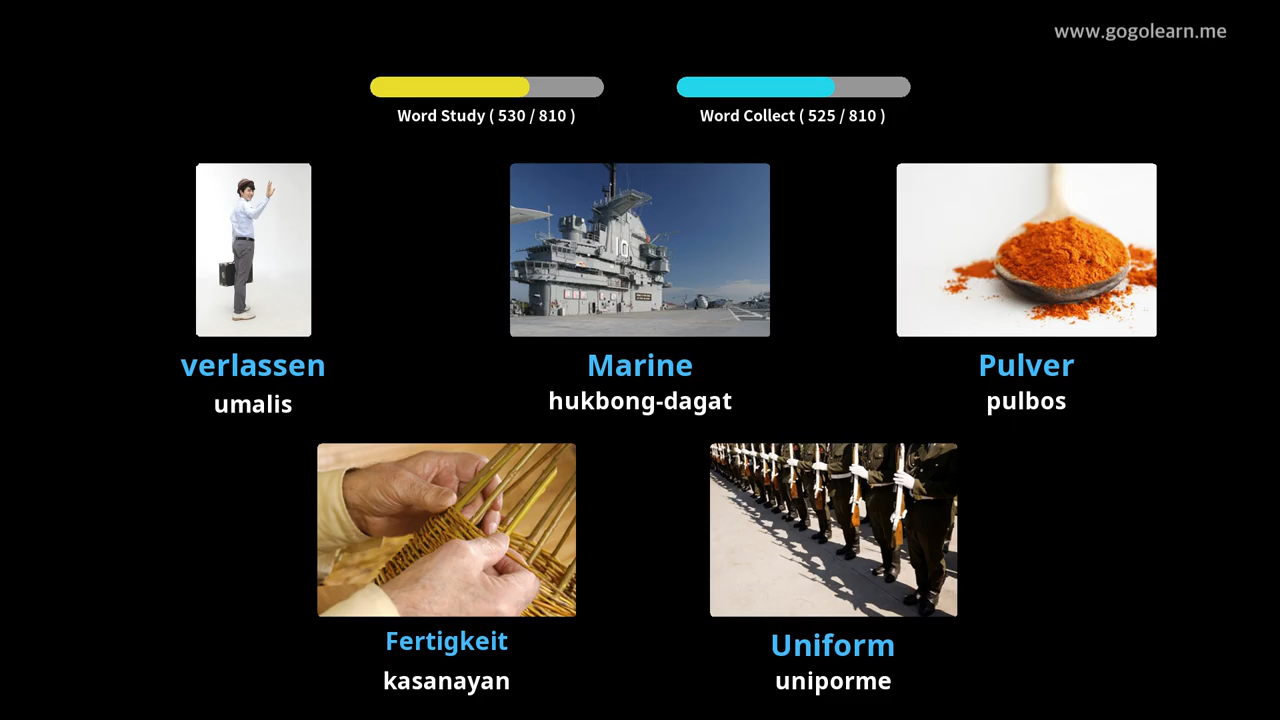 www.gogolearn.me
Word Study ( 530 / 810 )
Word Collect ( 525 / 810 )
verlassen
umalis
Marine
hukbong-dagat
Pulver
pulbos
Fertigkeit
kasanayan
Uniform
uniporme